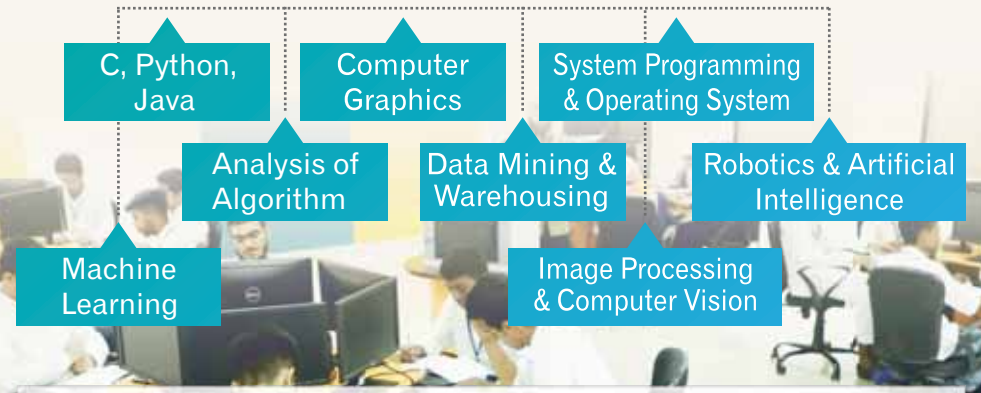 C, Python,
Java
Computer
Graphics
System Programming
& Operating System
Analysis of
Algorithm
Data Mining &
Warehousing
Robotics & Artificial
Intelligence
Machine
Learning
Image Processing
& Computer Vision
DELL